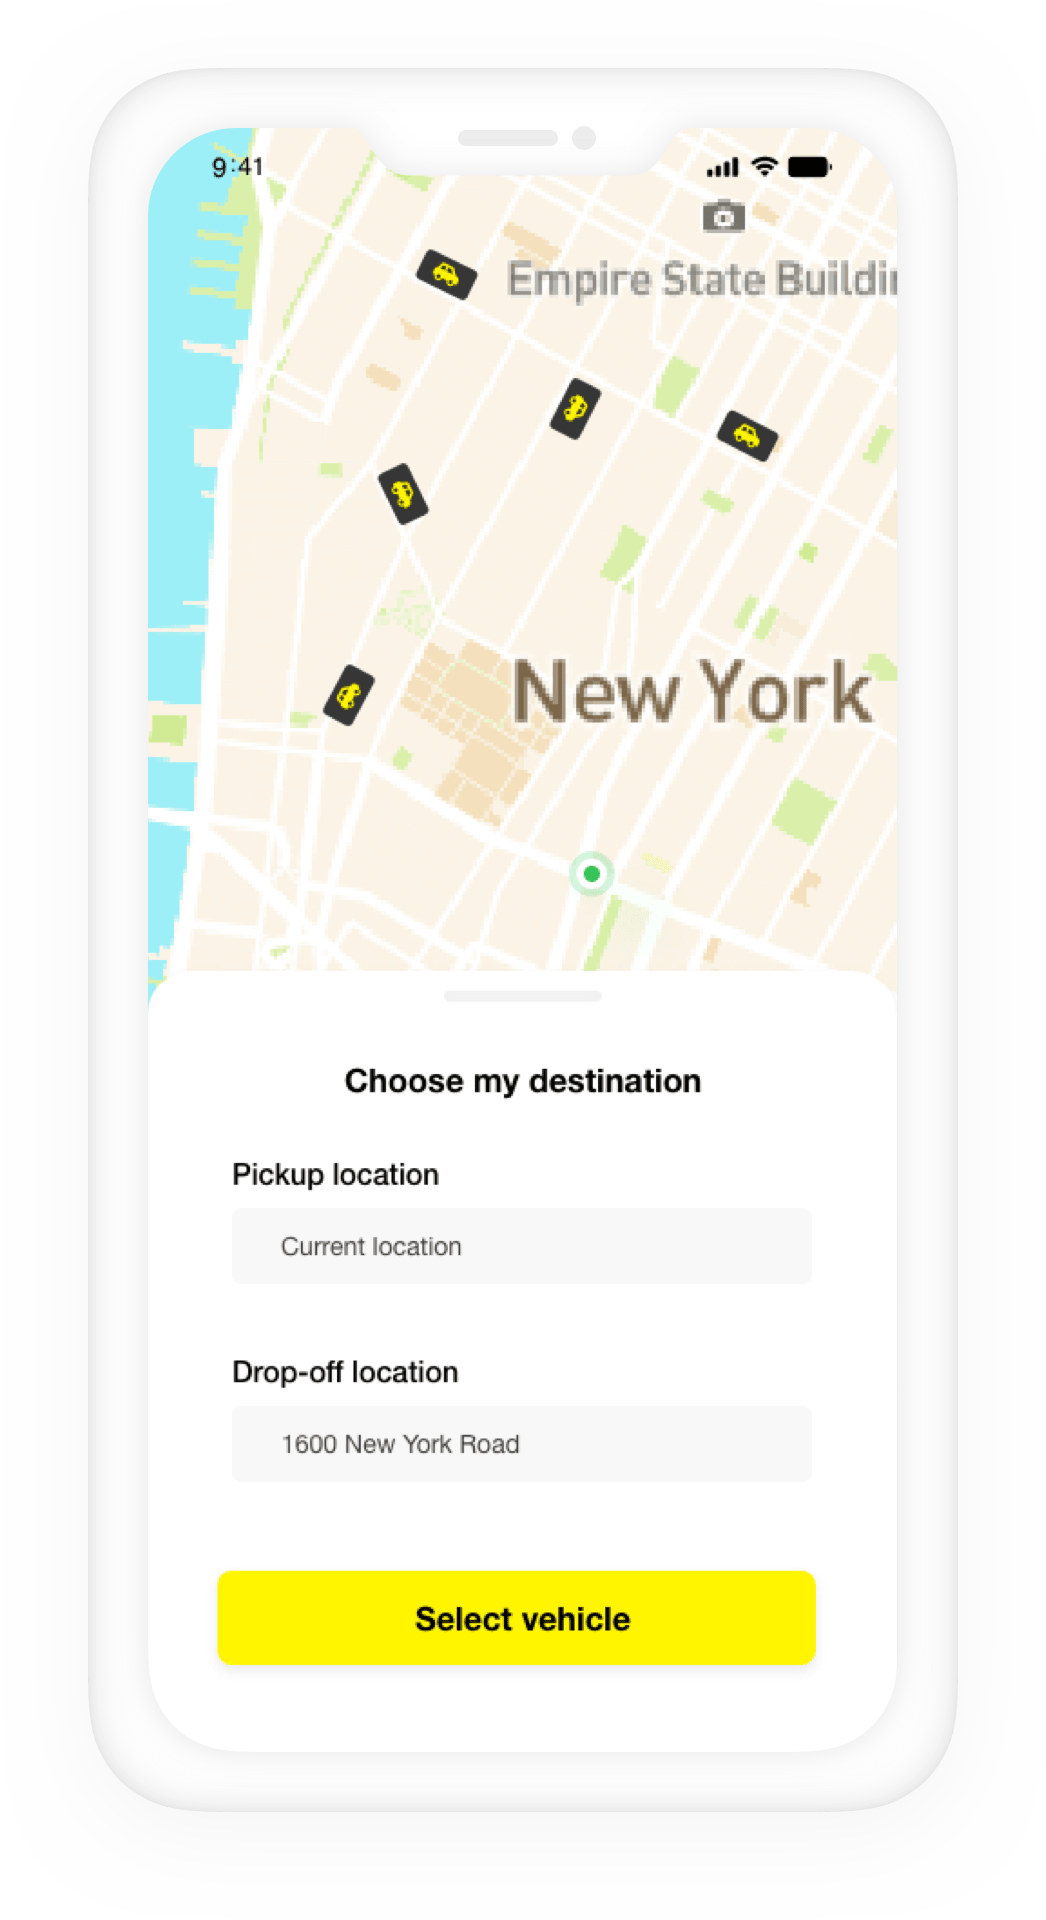 9:41
Empire State Buildin
New York
Choose my destination
Pickup location
Current location
Drop-off location
1600 New York Road
Select vehicle